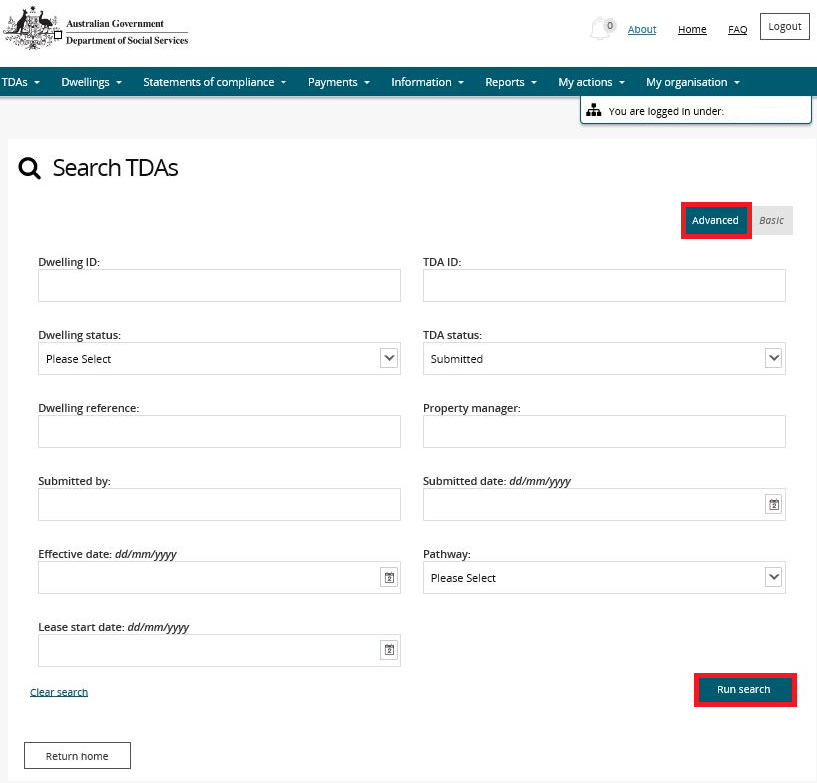 Australian Government
Department of Social Services
0 About Home FAQ Logout
TDAs Dwellings Statements of compliance Payments Information Reports My actions My organisation
You are logged in under:
Search TDAs
Advanced Basic
Dwelling ID: TDA ID:
Dwelling status: TDA status:
Please Select Submitted
Dwelling reference: Property manager:
Submitted by: Submitted date: dd/mm/yyyy
Effective date: dd/mm/yyyy Pathway:
Please Select
Lease start date: dd/mm/yyyy
Clear search Run search
Return home